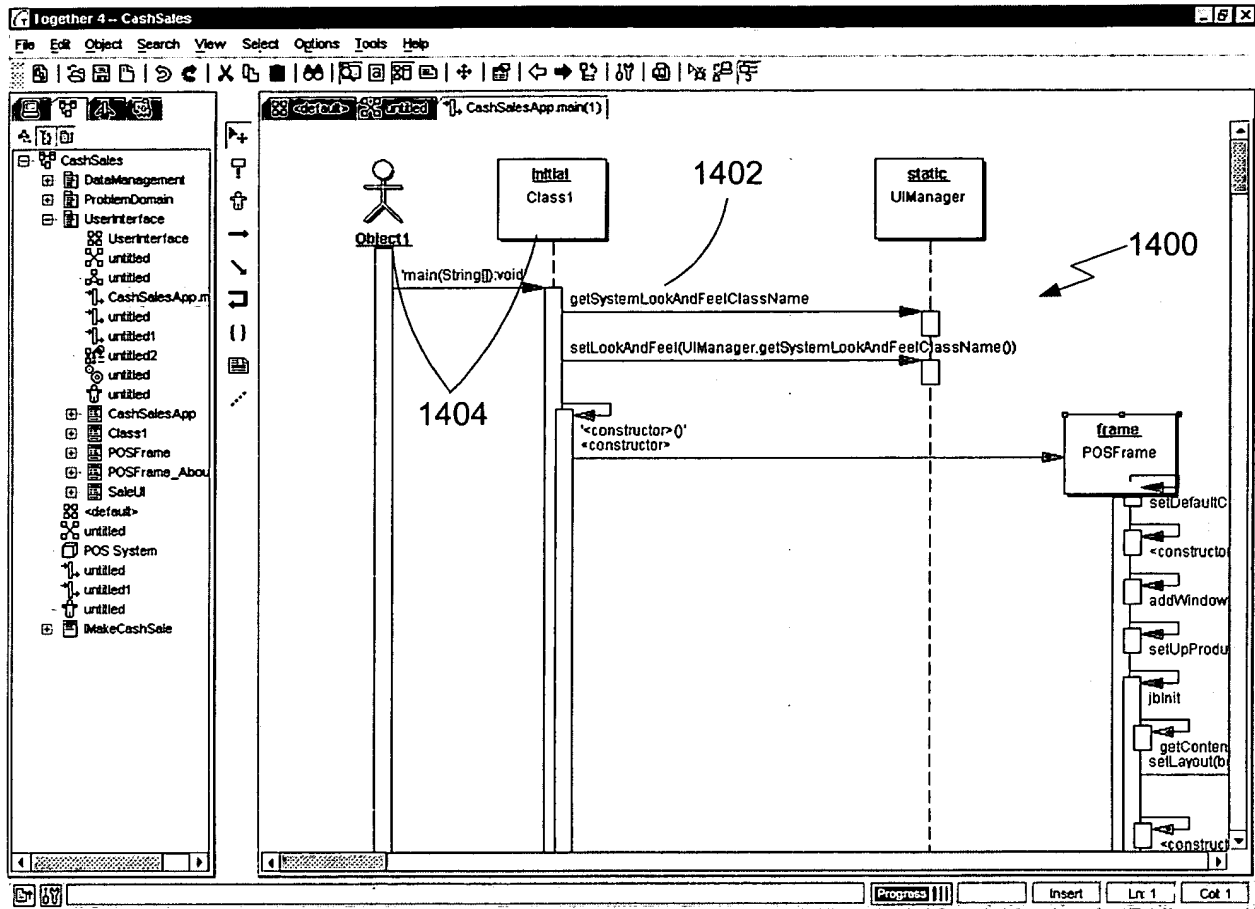 Together 4 -- CashSales
File Edit Object Search View Select Options Tools Help
<default> untitled CashSalesApp.main(1)
CashSales
DataManagement
ProblemDomain
UserInterface
UserInterface
untitled
untitled
CashSalesApp.m
untitled
untitled1
untitled2
untitled
untitled
CashSalesApp
Class1
POSFrame
POSFrame_Abou
SaleUI
<default>
untitled
POS System
untitled
untitled1
untitled
IMakeCashSale
Object1
initial
Class1
1402
static
UIManager
1400
'main(String[]):void
getSystemLookAndFeelClassName
setLookAndFeel(UIManager.getSystemLookAndFeelClassName())
1404
'<constructor>()'
<constructor>
frame
POSFrame
setDefaultC
<constructo
addWindow
setUpProdu
jbInit
getConten
setLayout(b
<construct
Progress Insert Ln: 1 Col: 1